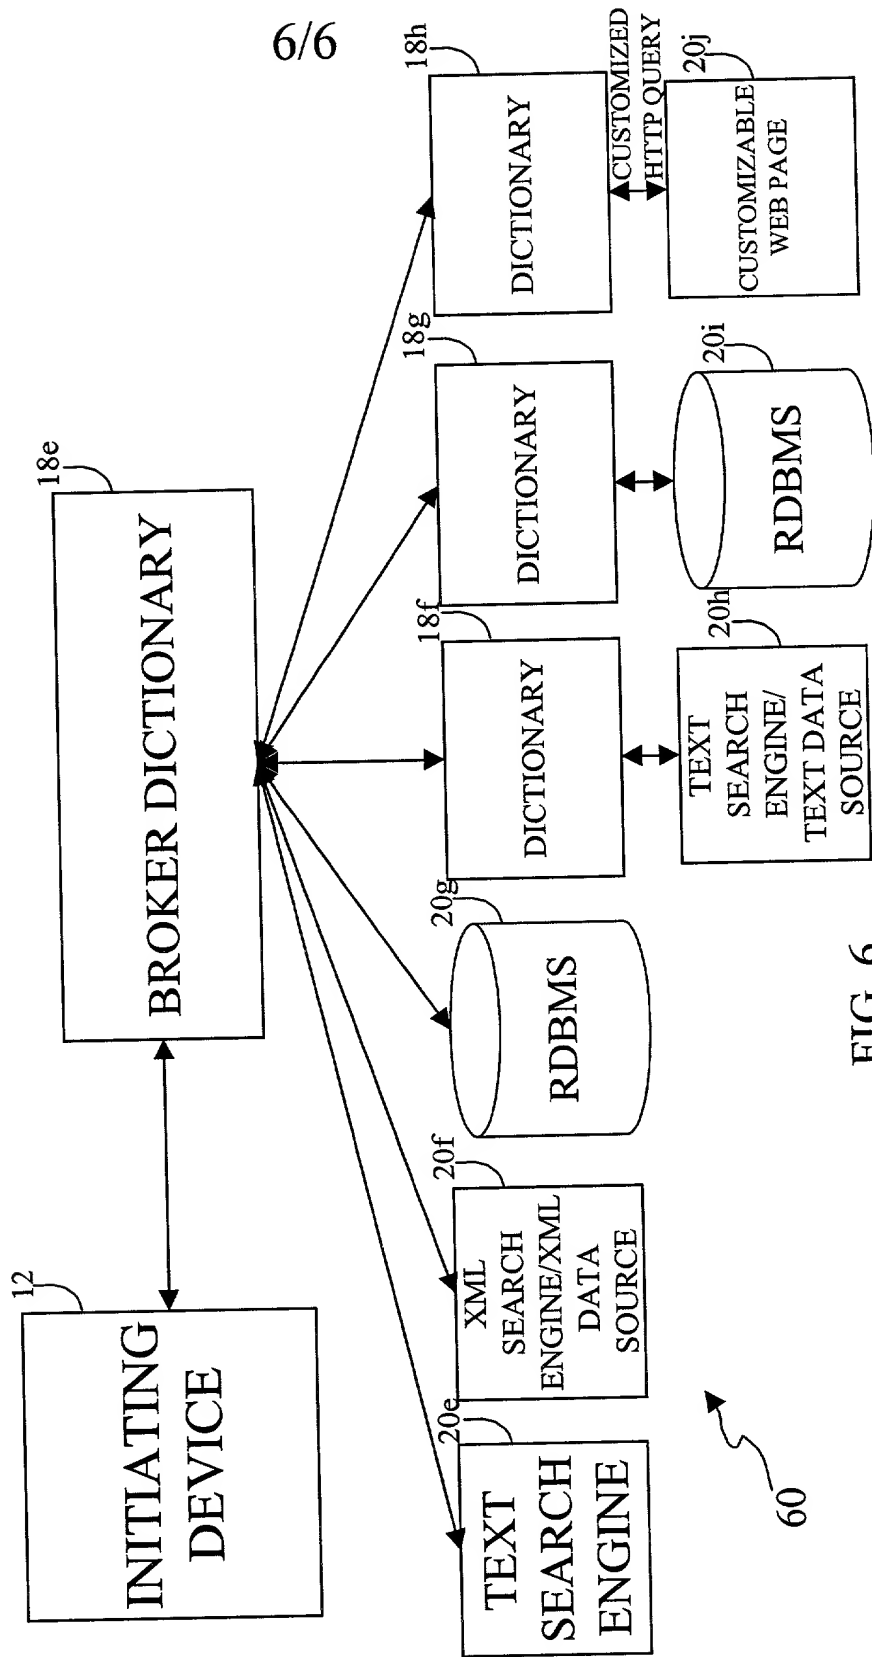 6/6
12
INITIATING
DEVICE
18e
BROKER DICTIONARY
20e
TEXT
SEARCH
ENGINE
20f
XML
SEARCH
ENGINE/XML
DATA
SOURCE
20g
RDBMS
18f
DICTIONARY
20h
TEXT
SEARCH
ENGINE/
TEXT DATA
SOURCE
18g
DICTIONARY
20i
RDBMS
18h
DICTIONARY
CUSTOMIZED
HTTP QUERY
20j
CUSTOMIZABLE
WEB PAGE
60
FIG. 6